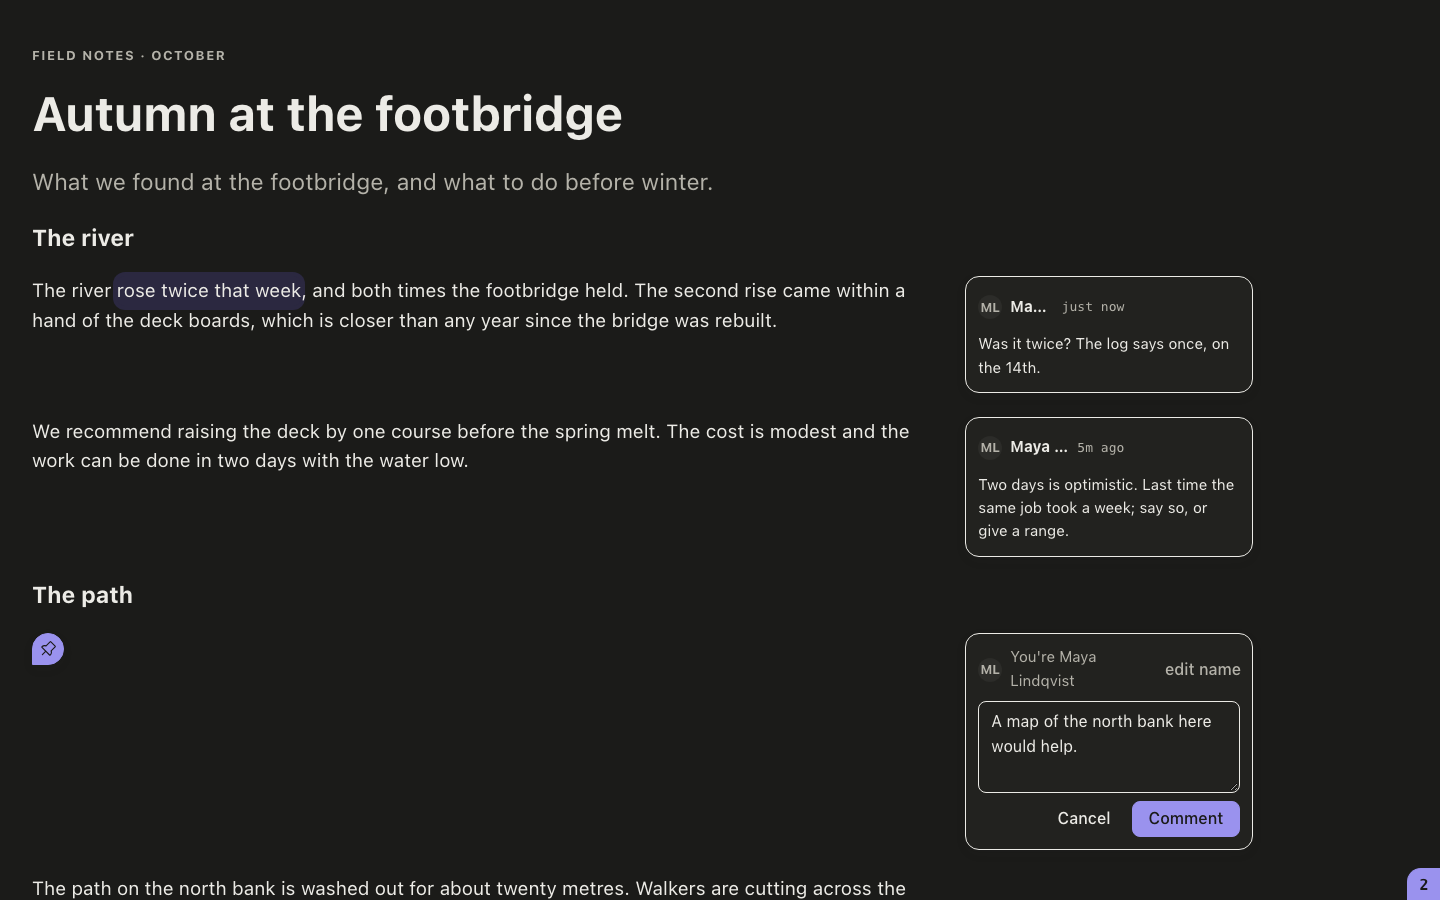 FIELD NOTES · OCTOBER
Autumn at the footbridge
What we found at the footbridge, and what to do before winter.
The river
The river rose twice that week, and both times the footbridge held. The second rise came within a
hand of the deck boards, which is closer than any year since the bridge was rebuilt.
ML Ma... just now
Was it twice? The log says once, on
the 14th.
We recommend raising the deck by one course before the spring melt. The cost is modest and the
work can be done in two days with the water low.
ML Maya ... 5m ago
Two days is optimistic. Last time the
same job took a week; say so, or
give a range.
The path
ML You're Maya
Lindqvist
edit name
A map of the north bank here
would help.
Cancel Comment
The path on the north bank is washed out for about twenty metres. Walkers are cutting across the
2